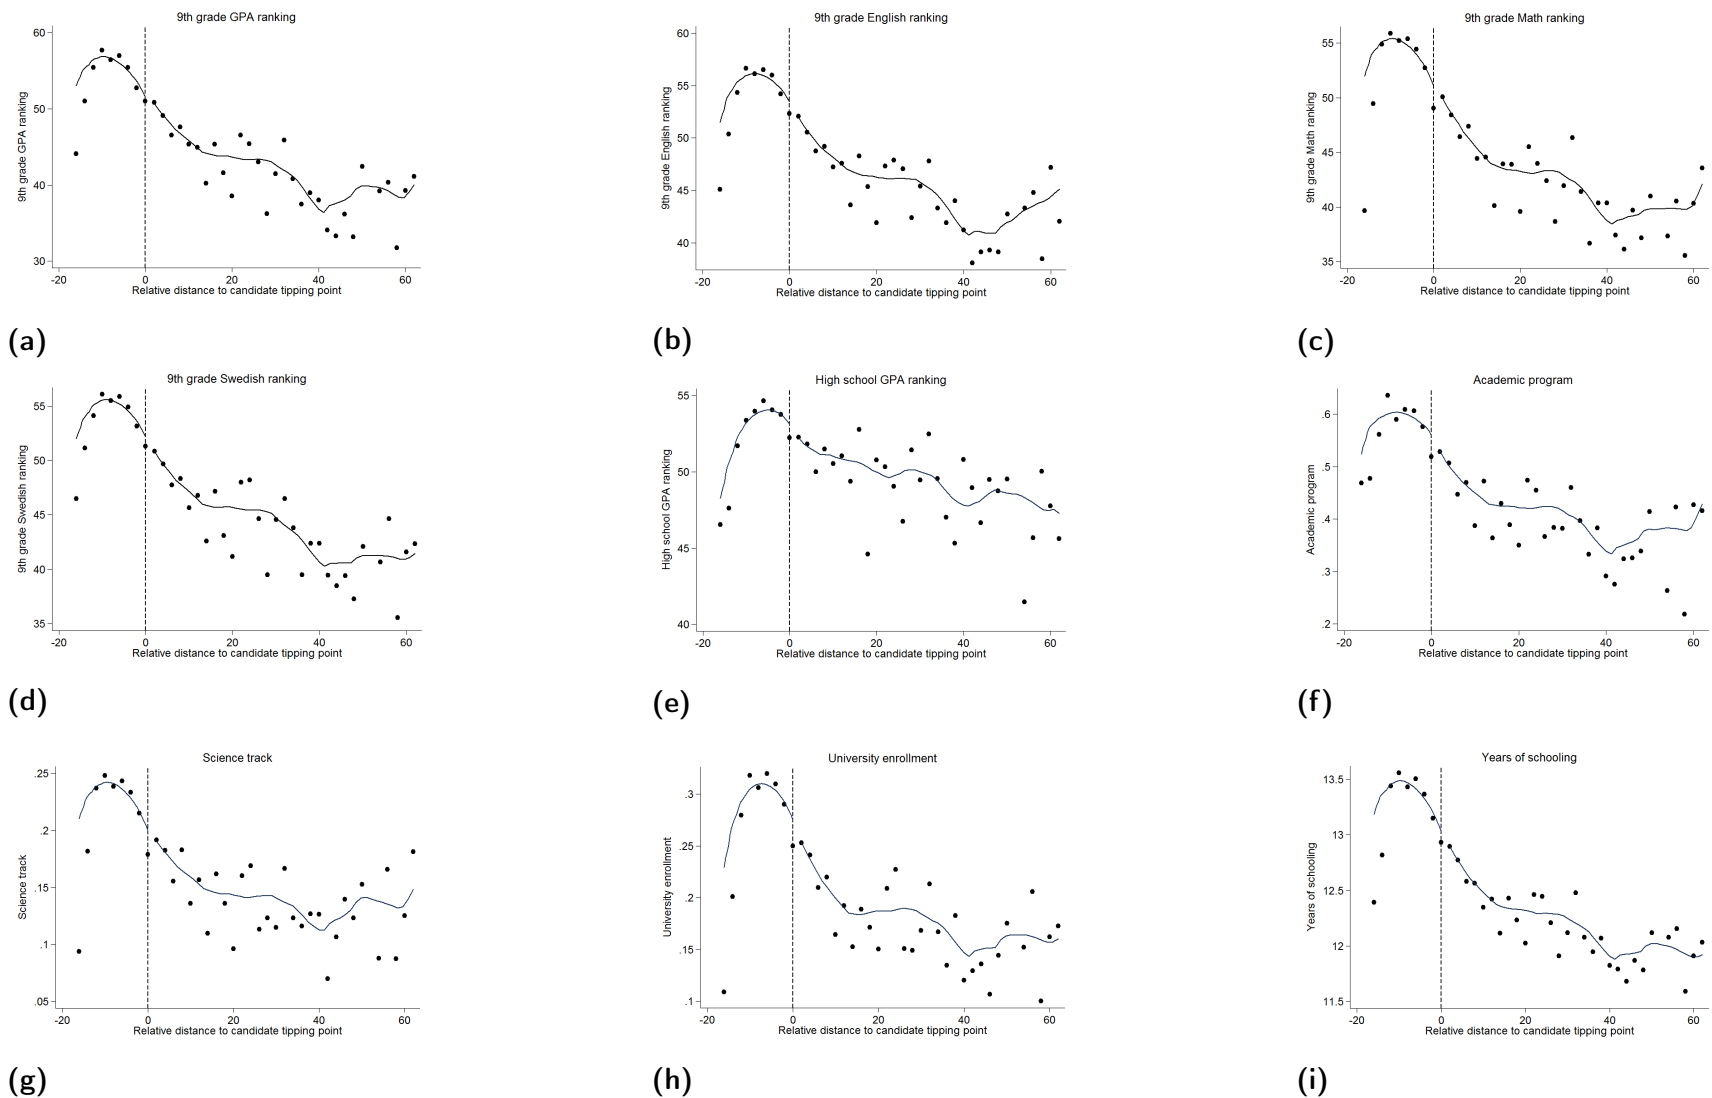 9th grade GPA ranking
60
50
40
30
9th grade GPA ranking
-20 0 20 40 60
Relative distance to candidate tipping point
(a)
9th grade English ranking
60
55
50
45
40
9th grade English ranking
-20 0 20 40 60
Relative distance to candidate tipping point
(b)
9th grade Math ranking
55
50
45
40
35
9th grade Math ranking
-20 0 20 40 60
Relative distance to candidate tipping point
(c)
9th grade Swedish ranking
55
50
45
40
35
9th grade Swedish ranking
-20 0 20 40 60
Relative distance to candidate tipping point
(d)
High school GPA ranking
55
50
45
40
High school GPA ranking
-20 0 20 40 60
Relative distance to candidate tipping point
(e)
Academic program
.6
.5
.4
.3
.2
Academic program
-20 0 20 40 60
Relative distance to candidate tipping point
(f)
Science track
.25
.2
.15
.1
.05
Science track
-20 0 20 40 60
Relative distance to candidate tipping point
(g)
University enrollment
.3
.25
.2
.15
.1
University enrollment
-20 0 20 40 60
Relative distance to candidate tipping point
(h)
Years of schooling
13.5
13
12.5
12
11.5
Years of schooling
-20 0 20 40 60
Relative distance to candidate tipping point
(i)